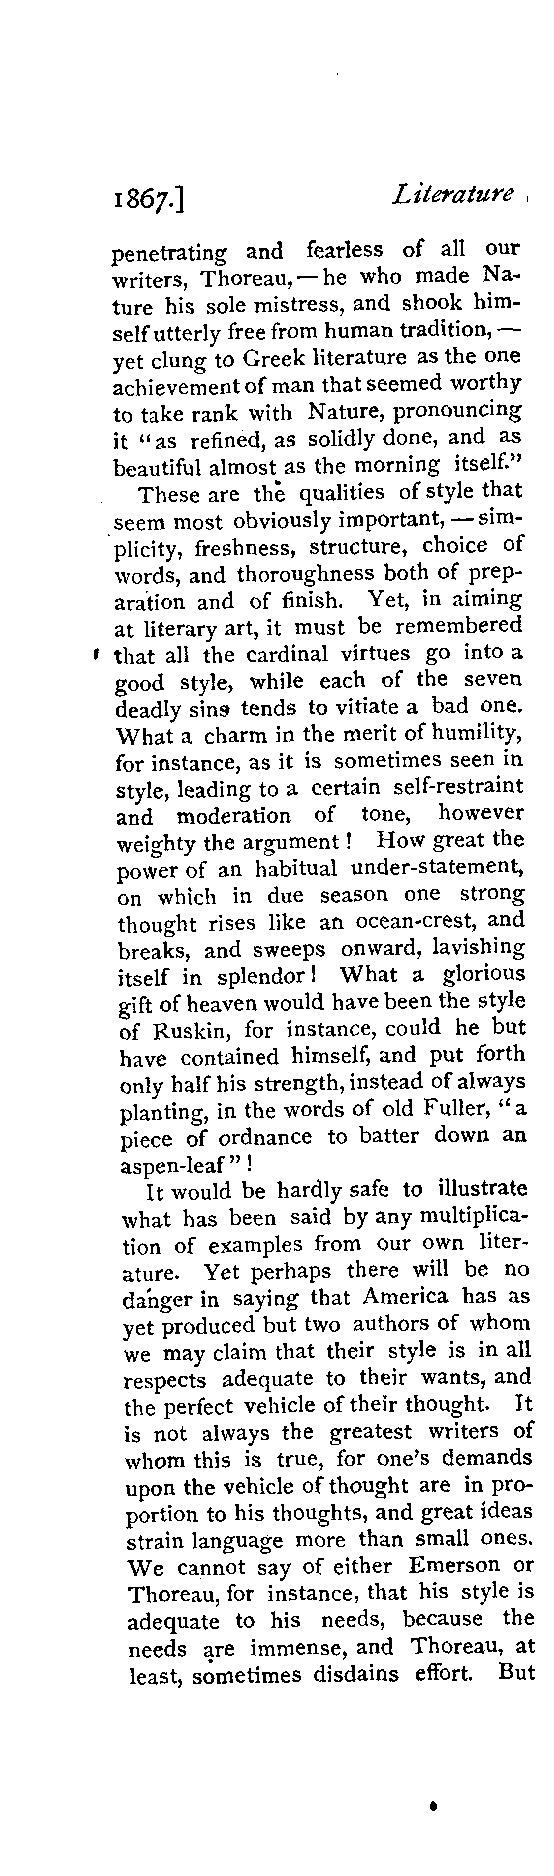 1867.] Literature
penetrating and fearless of all our
writers, Thoreau,—he who made Na-
ture his sole mistress, and shook him-
self utterly free from human tradition,—
yet clung to Greek literature as the one
achievement of man that seemed worthy
to take rank with Nature, pronouncing
it "as refined, as solidly done, and as
beautiful almost as the morning itself."
These are the qualities of style that
seem most obviously important,—sim-
plicity, freshness, structure, choice of
words, and thoroughness both of prep-
aration and of finish. Yet, in aiming
at literary art, it must be remembered
that all the cardinal virtues go into a
good style, while each of the seven
deadly sins tends to vitiate a bad one.
What a charm in the merit of humility,
for instance, as it is sometimes seen in
style, leading to a certain self-restraint
and moderation of tone, however
weighty the argument! How great the
power of an habitual under-statement,
on which in due season one strong
thought rises like an ocean-crest, and
breaks, and sweeps onward, lavishing
itself in splendor! What a glorious
gift of heaven would have been the style
of Ruskin, for instance, could he but
have contained himself, and put forth
only half his strength, instead of always
planting, in the words of old Fuller, "a
piece of ordnance to batter down an
aspen-leaf"!
It would be hardly safe to illustrate
what has been said by any multiplica-
tion of examples from our own liter-
ature. Yet perhaps there will be no
danger in saying that America has as
yet produced but two authors of whom
we may claim that their style is in all
respects adequate to their wants, and
the perfect vehicle of their thought. It
is not always the greatest writers of
whom this is true, for one's demands
upon the vehicle of thought are in pro-
portion to his thoughts, and great ideas
strain language more than small ones.
We cannot say of either Emerson or
Thoreau, for instance, that his style is
adequate to his needs, because the
needs are immense, and Thoreau, at
least, sometimes disdains effort. But